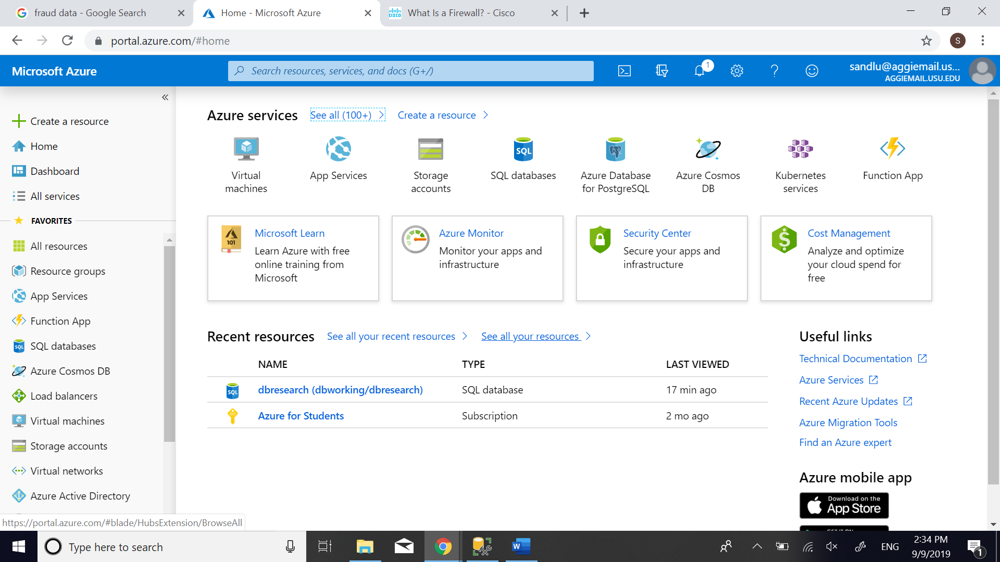 fraud data - Google Search
Home - Microsoft Azure
What Is a Firewall? - Cisco
portal.azure.com/#home
S
Microsoft Azure
Search resources, services, and docs (G+/)
1
sandlu@aggiemail.us...
AGGIEMAIL.USU.EDU
Create a resource
Home
Dashboard
All services
FAVORITES
All resources
Resource groups
App Services
Function App
SQL databases
Azure Cosmos DB
Load balancers
Virtual machines
Storage accounts
Virtual networks
Azure Active Directory
https://portal.azure.com/#blade/HubsExtension/BrowseAll
Azure services
See all (100+)
Create a resource
Virtual
machines
App Services
Storage
accounts
SQL
SQL databases
Azure Database
for PostgreSQL
Azure Cosmos
DB
Kubernetes
services
Function App
101
Microsoft Learn
Learn Azure with free
online training from
Microsoft
Azure Monitor
Monitor your apps and
infrastructure
Security Center
Secure your apps and
infrastructure
Cost Management
Analyze and optimize
your cloud spend for
free
Recent resources
See all your recent resources
See all your resources
NAME TYPE LAST VIEWED
dbresearch (dbworking/dbresearch) SQL database 17 min ago
Azure for Students Subscription 2 mo ago
Useful links
Technical Documentation
Azure Services
Recent Azure Updates
Azure Migration Tools
Find an Azure expert
Azure mobile app
Download on the
App Store
GET IT ON
Type here to search
ENG
2:34 PM
9/9/2019
1